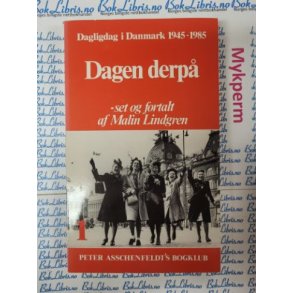 Dagligdag i Danmark 1945-1985
Dagen derpå
-set og fortalt
af Malin Lindgren
1
PETER ASSCHENFELDT'S BOGKLUB
Mykperm
BokLibris.no